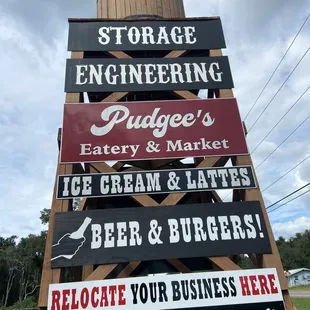 STORAGE
ENGINEERING
Pudgee's
Eatery & Market
ICE CREAM & LATTES
BEER & BURGERS!
RELOCATE YOUR BUSINESS HERE